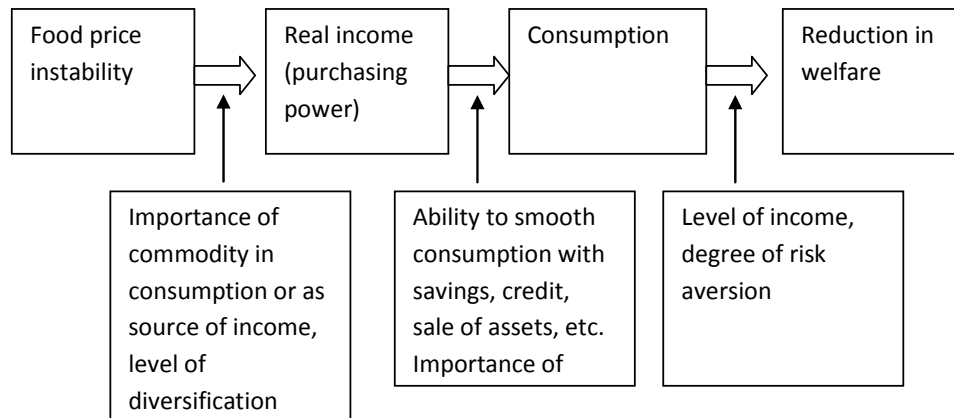 Food price
instability
Real income
(purchasing
power)
Consumption
Reduction in
welfare
Importance of
commodity in
consumption or as
source of income,
level of
diversification
Ability to smooth
consumption with
savings, credit,
sale of assets, etc.
Importance of
Level of income,
degree of risk
aversion